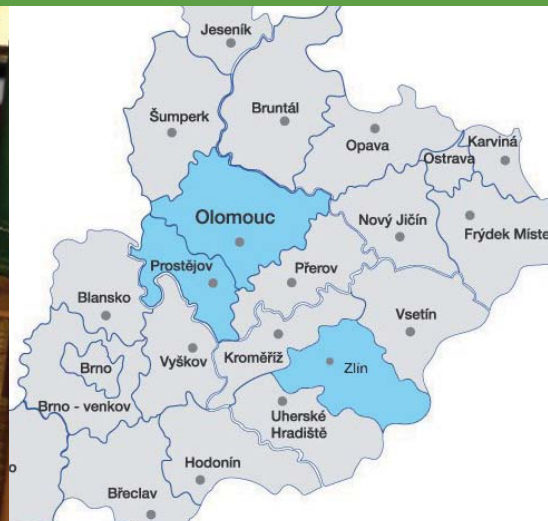 Jeseník
Šumperk
Bruntál
Opava
Karviná
Ostrava
Olomouc
Nový Jičín
Frýdek Míste
Prostějov
Přerov
Blansko
Vsetín
Vyškov
Kroměříž
Brno
Zlín
Brno - venkov
Uherské
Hradiště
o
Hodonín
Břeclav